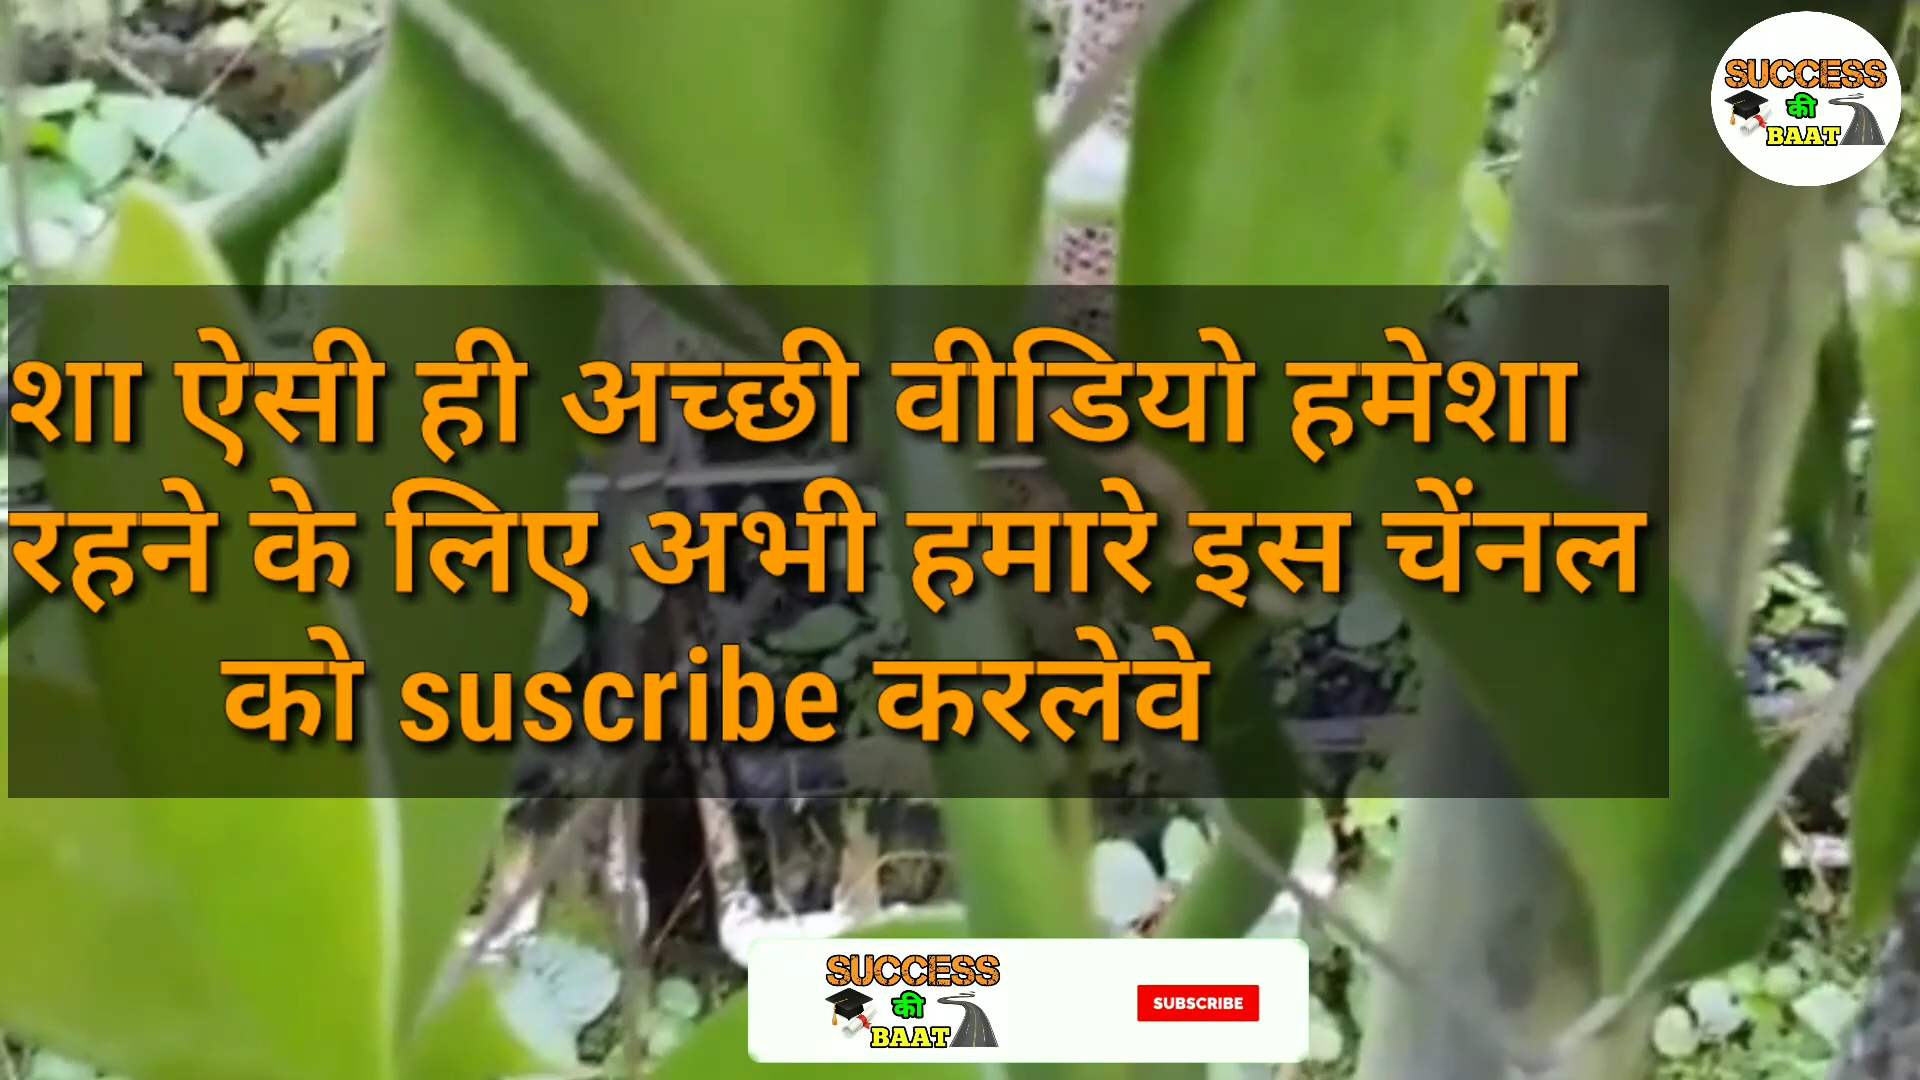 SUCCESS
की
BAAT
शा ऐसी ही अच्छी वीडियो हमेशा
रहने के लिए अभी हमारे इस चेंनल
को suscribe करलेवे
SUCCESS
की
BAAT
SUBSCRIBE